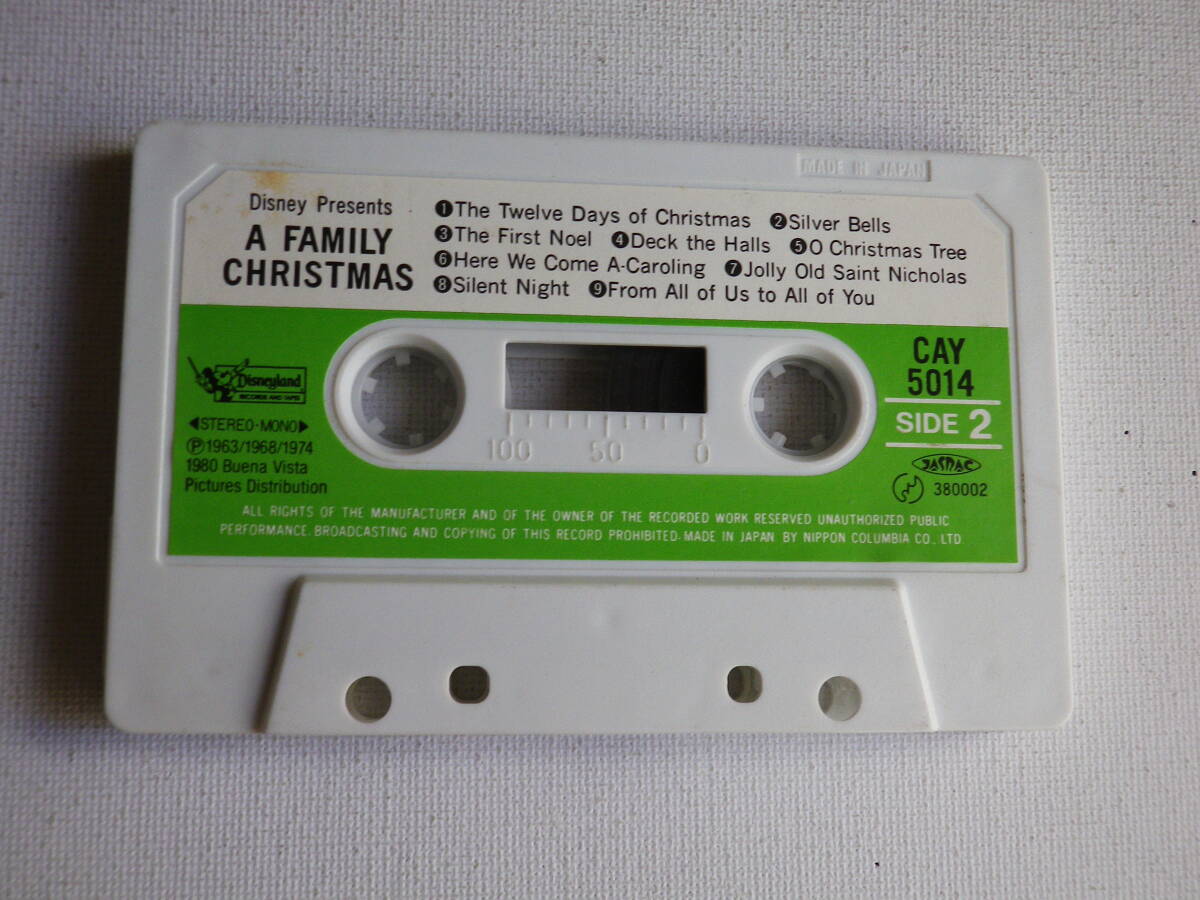 MADE IN JAPAN
Disney Presents
A FAMILY
CHRISTMAS
❶The Twelve Days of Christmas ❷Silver Bells
❸The First Noel ❹Deck the Halls ❺O Christmas Tree
❻Here We Come A-Caroling ❼Jolly Old Saint Nicholas
❽Silent Night ❾From All of Us to All of You
Disneyland
RECORDS AND TAPES
◀STEREO-MONO▶
Ⓟ1963/1968/1974
1980 Buena Vista
Pictures Distribution
100 50 0
CAY
5014
SIDE 2
JASRAC
380002
ALL RIGHTS OF THE MANUFACTURER AND OF THE OWNER OF THE RECORDED WORK RESERVED UNAUTHORIZED PUBLIC
PERFORMANCE. BROADCASTING AND COPYING OF THIS RECORD PROHIBITED. MADE IN JAPAN BY NIPPON COLUMBIA CO., LTD